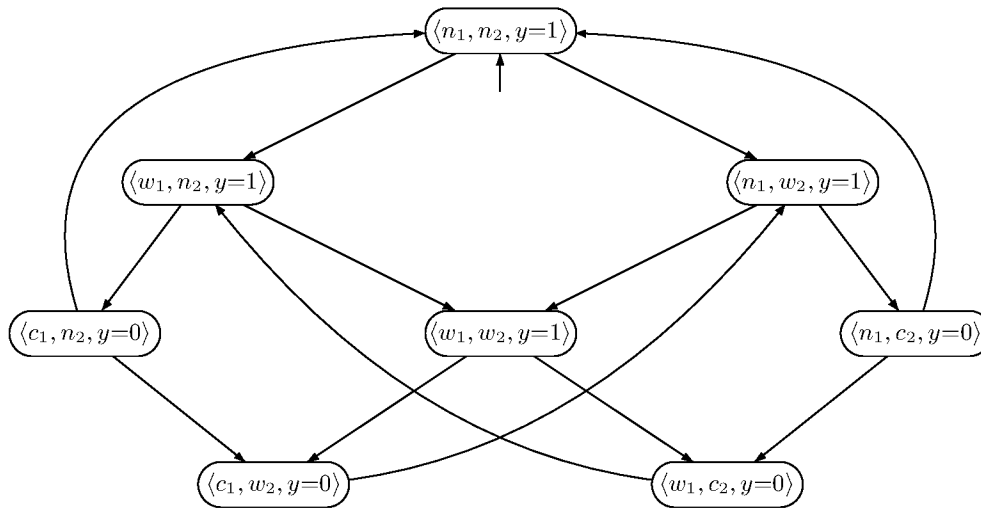 ⟨n₁, n₂, y=1⟩
⟨w₁, n₂, y=1⟩
⟨n₁, w₂, y=1⟩
⟨c₁, n₂, y=0⟩
⟨w₁, w₂, y=1⟩
⟨n₁, c₂, y=0⟩
⟨c₁, w₂, y=0⟩
⟨w₁, c₂, y=0⟩